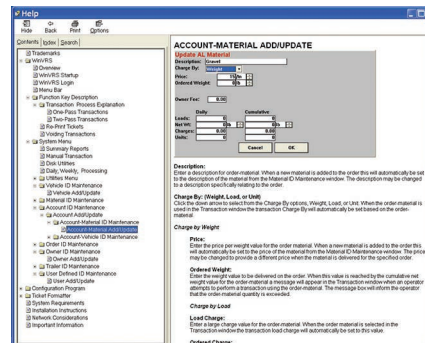 Help
Hide Back Print Options
Contents Index Search
Trademarks
WinVRS
Overview
WinVRS Startup
WinVRS Login
Menu Bar
Function Key Description
Transaction Process Explanation
One-Pass Transactions
Two-Pass Transactions
Re-Print Tickets
Voiding Transactions
System Menu
Summary Reports
Manual Transaction
Disk Utilities
Daily, Weekly, Processing
Utilities Menu
Vehicle ID Maintenance
Vehicle Add/Update
Material ID Maintenance
Account ID Maintenance
Account Add/Update
Account-Material ID Maintenance
Account-Material Add/Update
Account-Vehicle ID Maintenance
Order ID Maintenance
Owner ID Maintenance
Owner Add/Update
Trailer ID Maintenance
User Defined ID Maintenance
User Add/Update
Configuration Program
Ticket Formatter
System Requirements
Installation Instructions
Network Considerations
Important Information
ACCOUNT-MATERIAL ADD/UPDATE
Update AL Material
Description: Gravel
Charge By: Weight
Price:
Ordered Weight:
Owner Fee: 0.00
Daily Cumulative
Loads: 0 0
Net Wt: 0 lb 0 lb
Charges: 0.00 0.00
Units: 0 0
Cancel OK
Description:
Enter a description for order-material. When a new material is added to the order this will automatically be set
to the description of the material from the Material ID Maintenance window. The description may be changed
to a description specifically relating to the order.
Charge By: (Weight, Load, or Unit)
Click the down arrow to select from the Charge By options, Weight, Load, or Unit. When the order-material is
used in the Transaction Window the transaction Charge-By will automatically be set based on the order-
material.
Charge by Weight
Price:
Enter the price per weight value for the order material. When a new material is added to the order this
will automatically be set to the price of the material from the Material ID Maintenance window. The price
may be changed to provide a different price when the material is delivered for the specified order.
Ordered Weight:
Enter the weight value to be delivered on the order. When this value is reached by the cumulative net
weight value for the order-material a message will appear in the Transaction window when an operator
attempts to perform a transaction using the order-material. The message box will inform the operator
that the order-material quantity is exceeded.
Charge by Load
Load Charge:
Enter a large charge value for the order-material. When the order material is selected in the
Transaction window the transaction load charge will automatically be set to this value.
Ordered Charge: